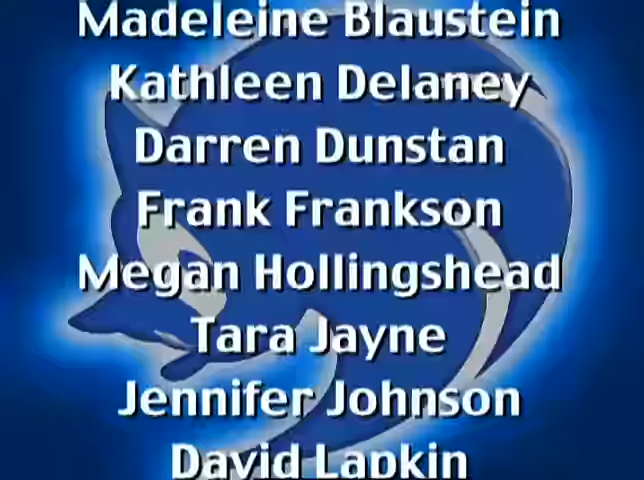 Madeleine Blaustein
Kathleen Delaney
Darren Dunstan
Frank Frankson
Megan Hollingshead
Tara Jayne
Jennifer Johnson
David Lapkin